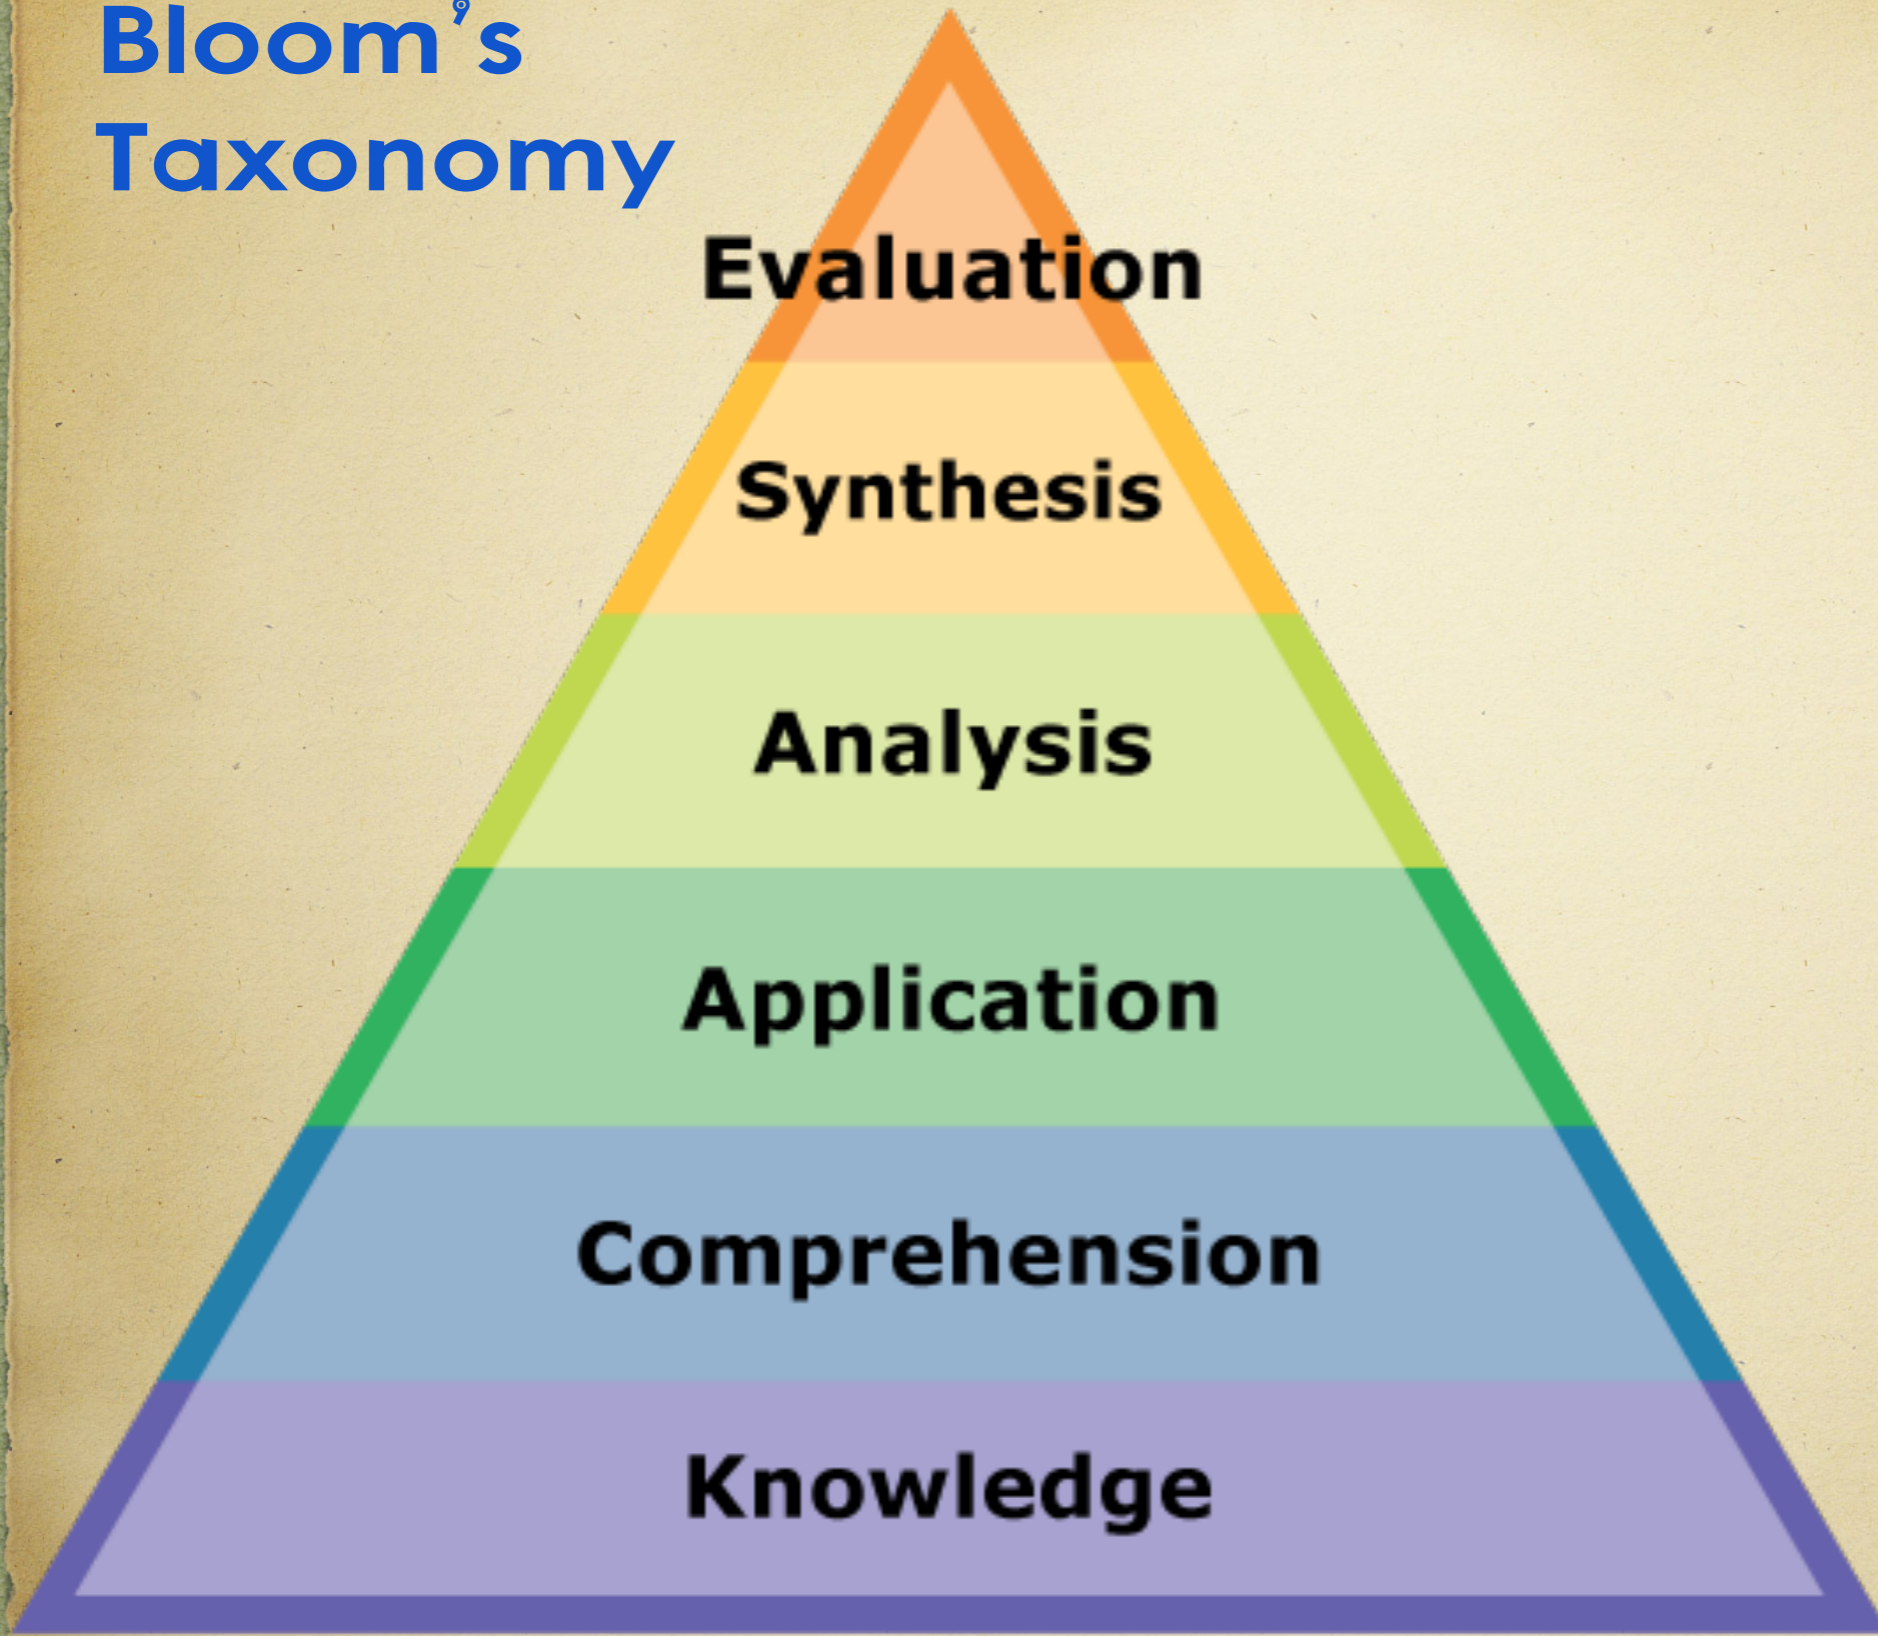 Bloom’s
Taxonomy
Evaluation
Synthesis
Analysis
Application
Comprehension
Knowledge